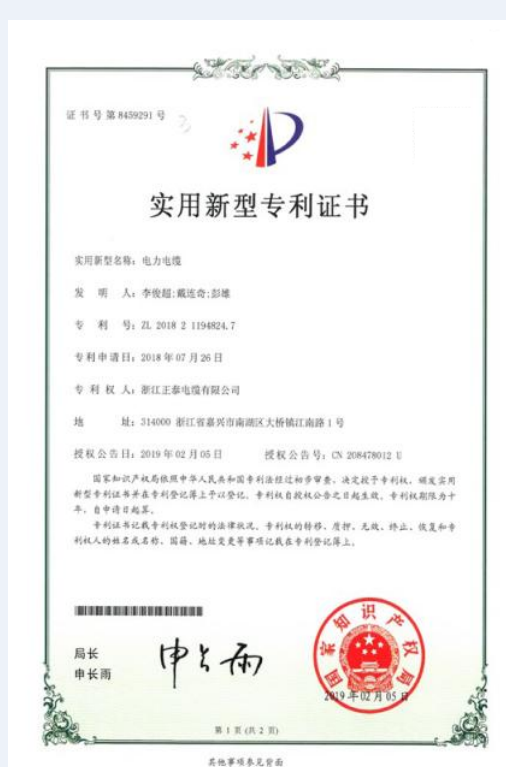 证书号第8459291号
实用新型专利证书
实用新型名称：电力电缆
发 明 人：李俊超;戴连奇;彭雄
专 利 号：ZL 2018 2 1194824.7
专利申请日：2018年07月26日
专 利 权 人：浙江正泰电缆有限公司
地 址：314000 浙江省嘉兴市南湖区大桥镇江南路1号
授权公告日：2019年02月05日 授权公告号：CN 208478012 U
国家知识产权局依照中华人民共和国专利法经过初步审查，决定授予专利权，颁发实用
新型专利证书并在专利登记簿上予以登记。专利权自授权公告之日起生效。专利权期限为十
年，自申请日起算。
专利证书记载专利权登记时的法律状况。专利权的转移、质押、无效、终止、恢复和专
利权人的姓名或名称、国籍、地址变更等事项记载在专利登记簿上。
局长
申长雨
申长雨
国家知识产权局
2019年02月05日
第 1 页 (共 2 页)
其他事项参见背面